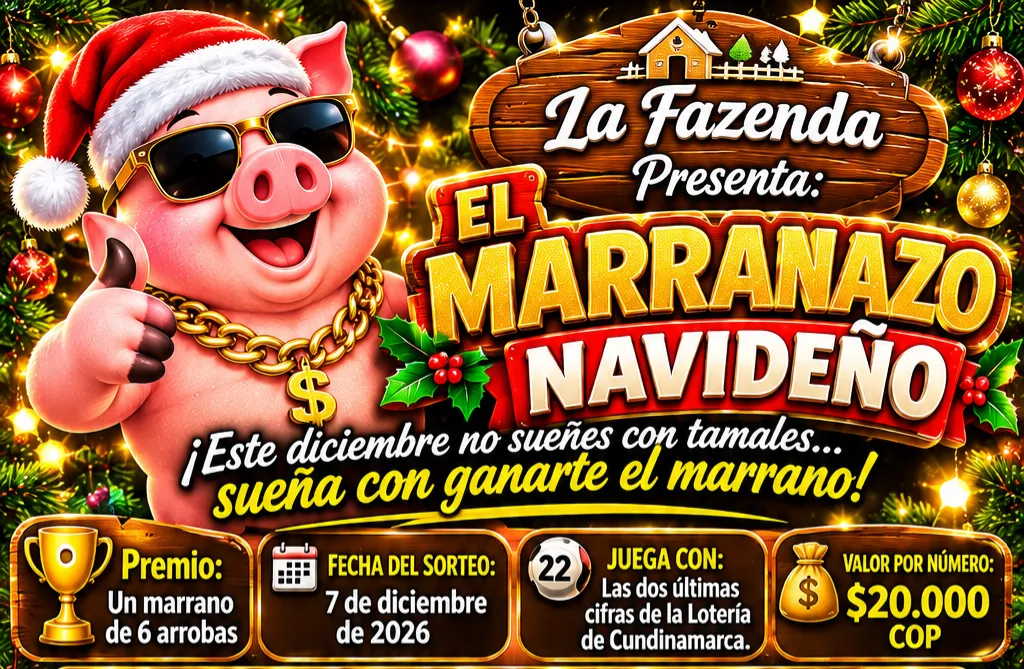 La Fazenda
Presenta:
EL
MARRANAZO
NAVIDEÑO
¡Este diciembre no sueñes con tamales...
sueña con ganarte el marrano!
$
Premio:
Un marrano
de 6 arrobas
FECHA DEL SORTEO:
7 de diciembre
de 2026
22
JUEGA CON:
Las dos últimas
cifras de la Lotería
de Cundinamarca.
$
VALOR POR NÚMERO:
$20.000
COP